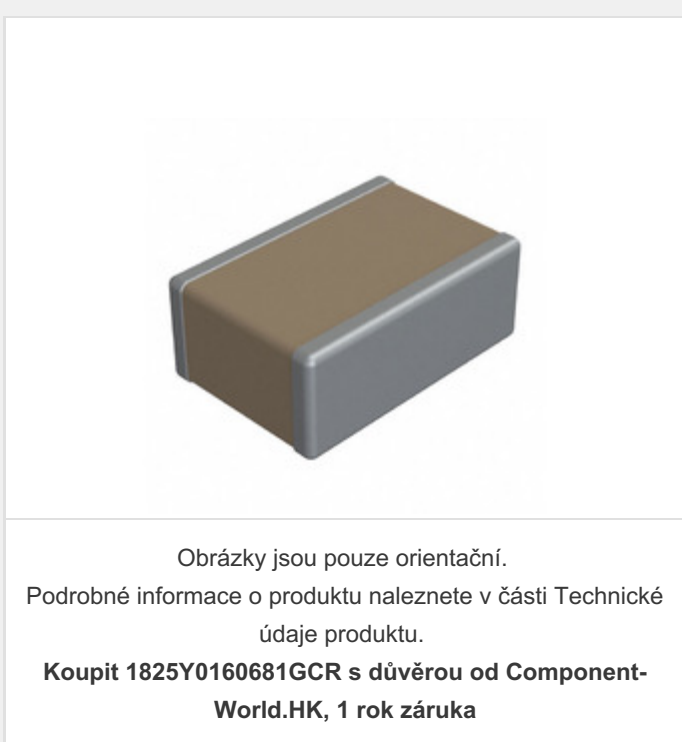 Obrázky jsou pouze orientační.
Podrobné informace o produktu naleznete v části Technické
údaje produktu.
Koupit 1825Y0160681GCR s důvěrou od Component-
World.HK, 1 rok záruka